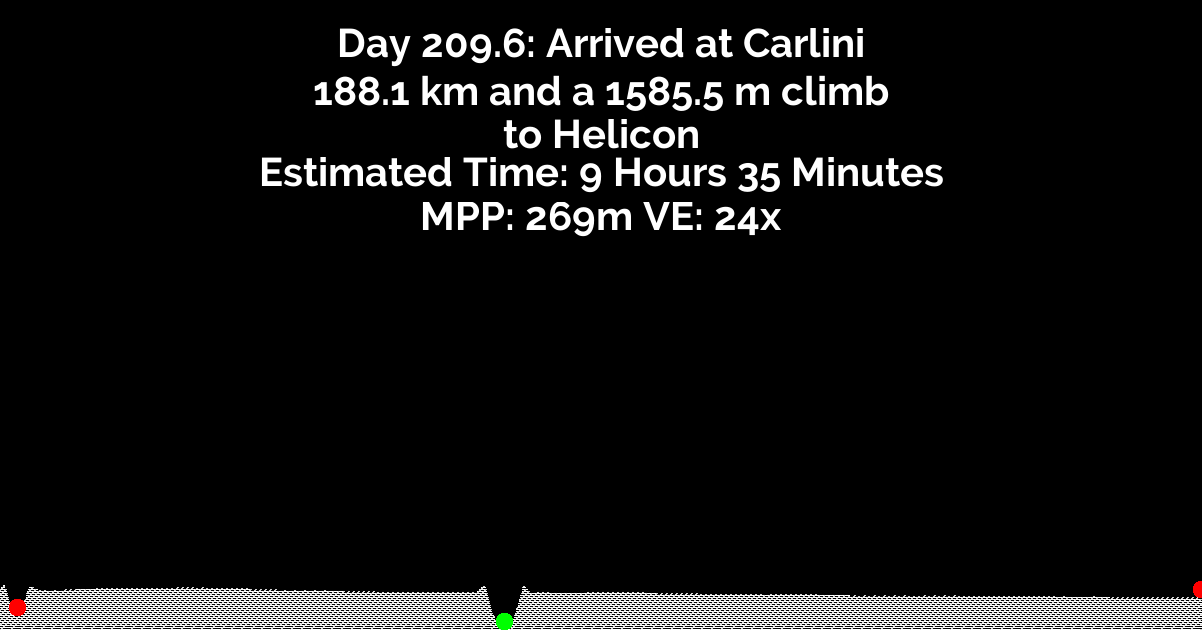 Day 209.6: Arrived at Carlini
188.1 km and a 1585.5 m climb
to Helicon
Estimated Time: 9 Hours 35 Minutes
MPP: 269m VE: 24x